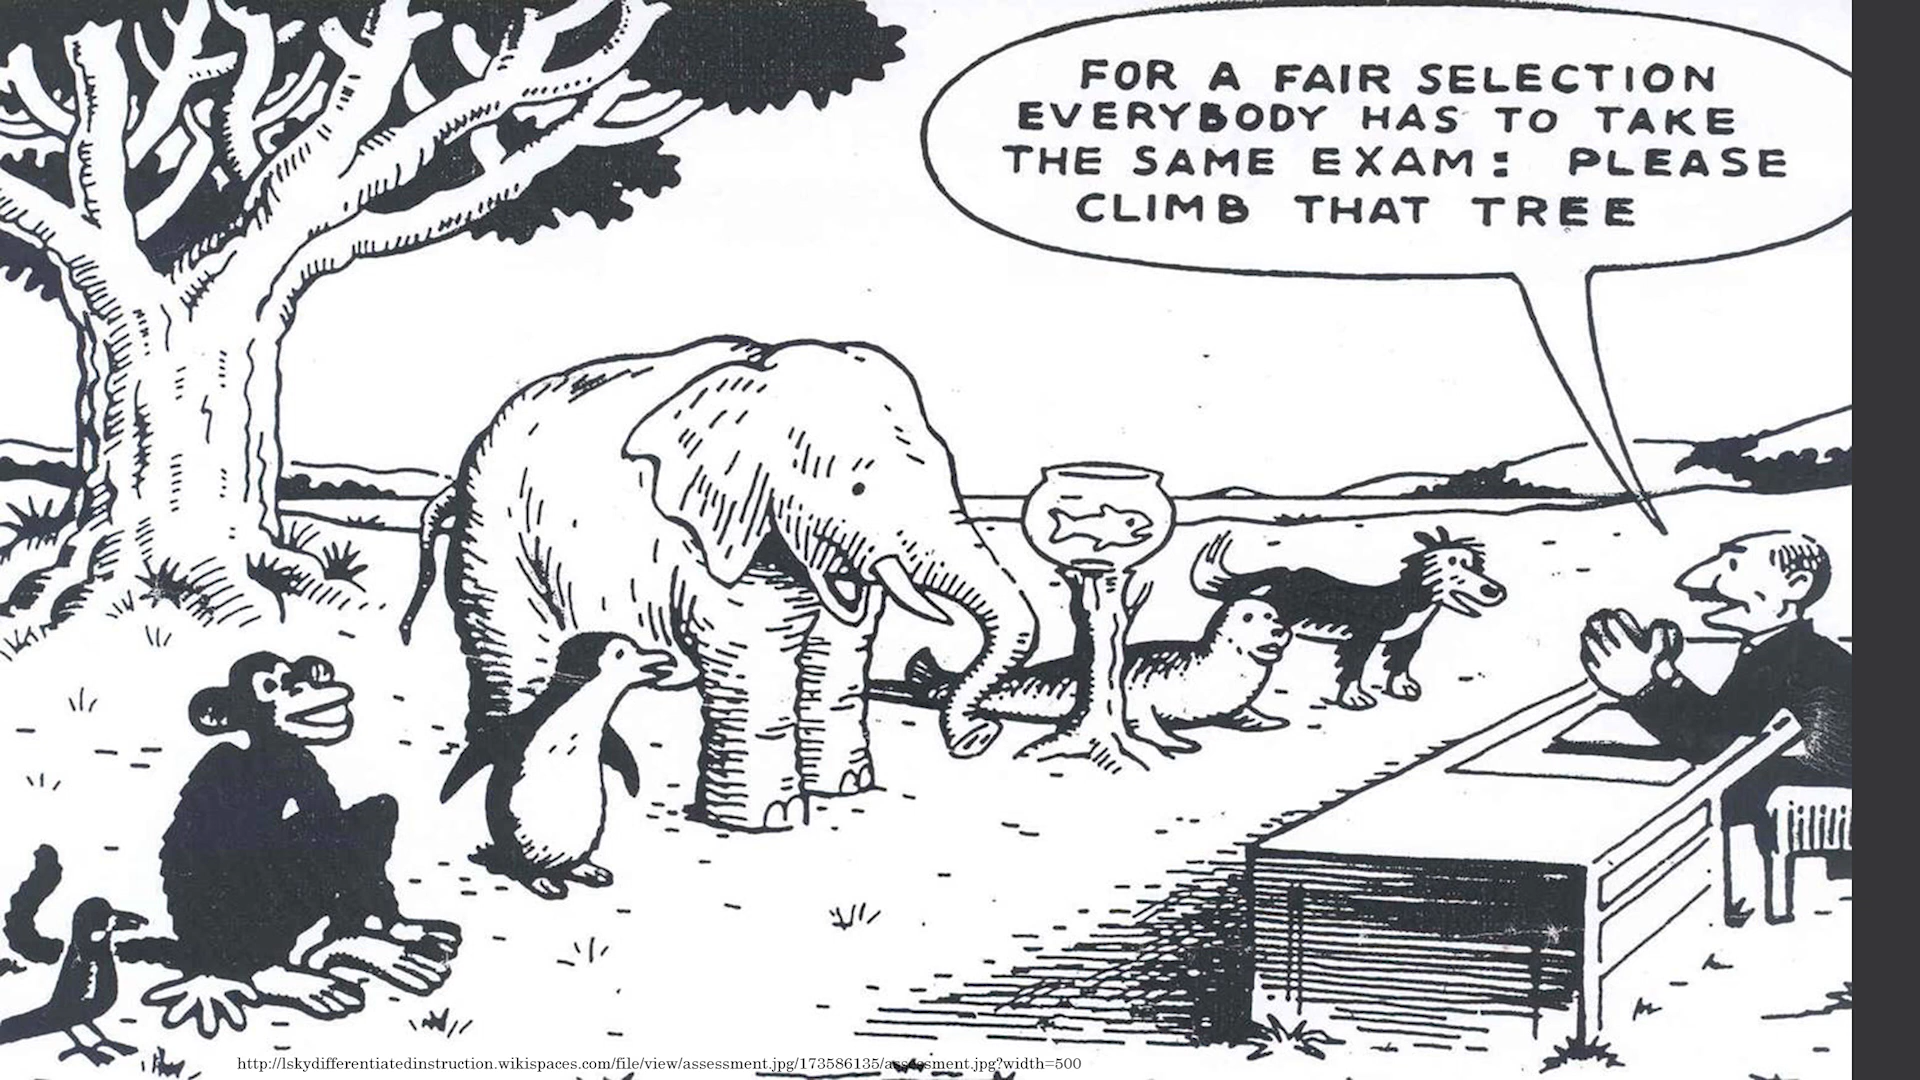 FOR A FAIR SELECTION
EVERYBODY HAS TO TAKE
THE SAME EXAM: PLEASE
CLIMB THAT TREE
http://lskydifferentiatedinstruction.wikispaces.com/file/view/assessment.jpg/173586135/assessment.jpg?width=500